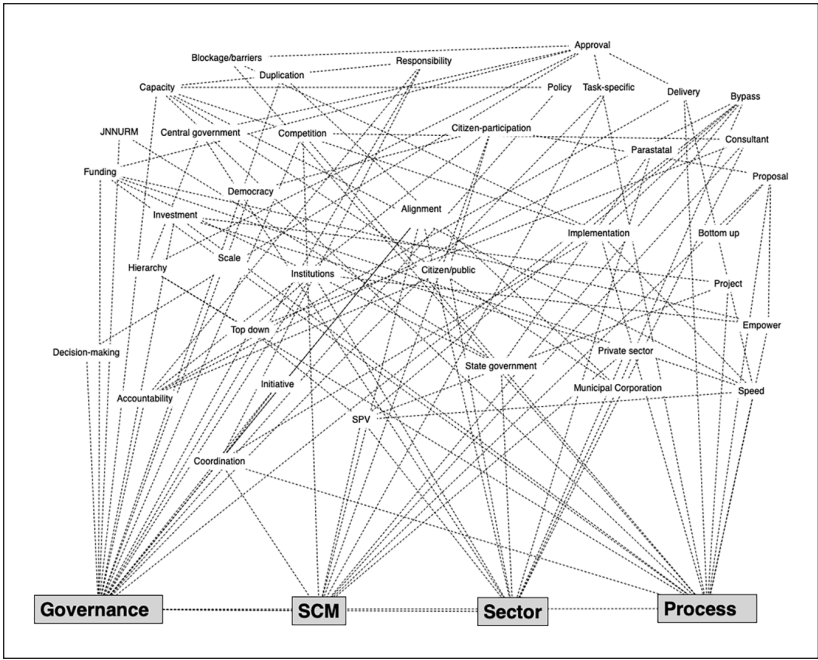 Approval
Blockage/barriers
Responsibility
Duplication
Capacity
Policy
Task-specific
Delivery
Bypass
JNNURM
Central government
Competition
Citizen-participation
Consultant
Parastatal
Funding
Proposal
Democracy
Investment
Alignment
Implementation
Bottom up
Scale
Hierarchy
Institutions
Citizen/public
Project
Top down
Empower
Decision-making
Private sector
State government
Initiative
Municipal Corporation
Speed
Accountability
SPV
Coordination
Governance
SCM
Sector
Process